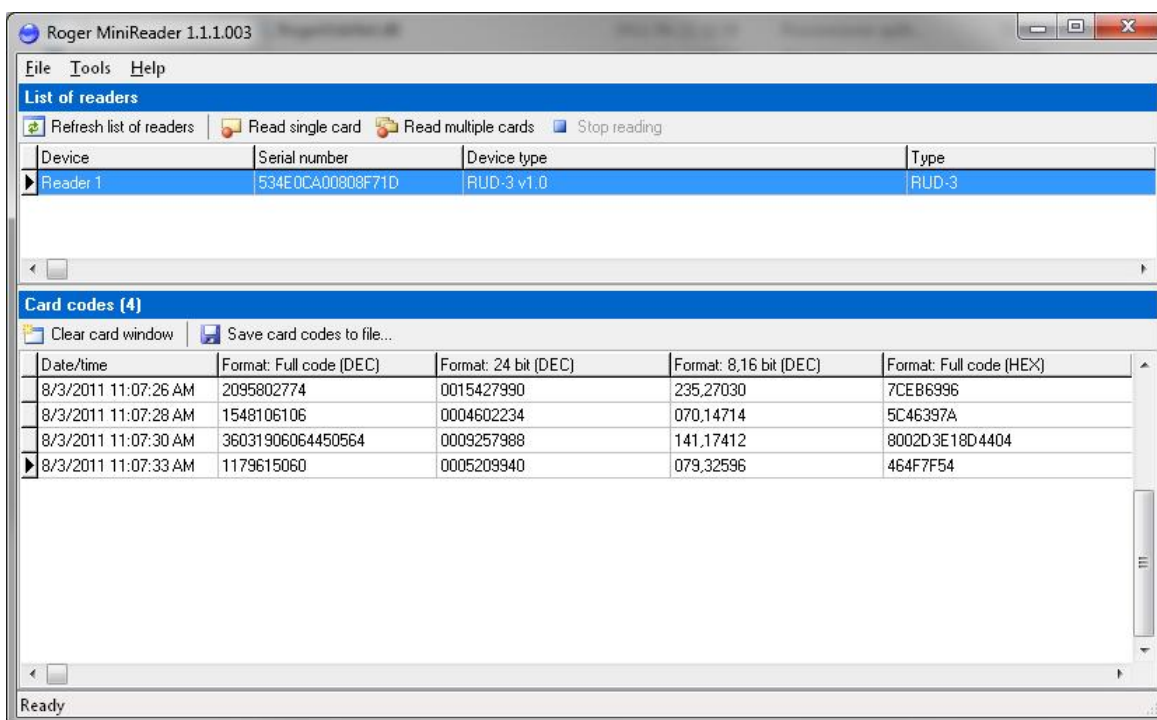 Roger MiniReader 1.1.1.003
File Tools Help
List of readers
Refresh list of readers Read single card Read multiple cards Stop reading
Device Serial number Device type Type
Reader 1 534E0CA00808F71D RUD-3 v1.0 RUD-3
Card codes (4)
Clear card window Save card codes to file...
Date/time Format: Full code (DEC) Format: 24 bit (DEC) Format: 8,16 bit (DEC) Format: Full code (HEX)
8/3/2011 11:07:26 AM 2095802774 0015427990 235,27030 7CEB6996
8/3/2011 11:07:28 AM 1548106106 0004602234 070,14714 5C46397A
8/3/2011 11:07:30 AM 36031906064450564 0009257988 141,17412 8002D3E18D4404
8/3/2011 11:07:33 AM 1179615060 0005209940 079,32596 464F7F54
Ready